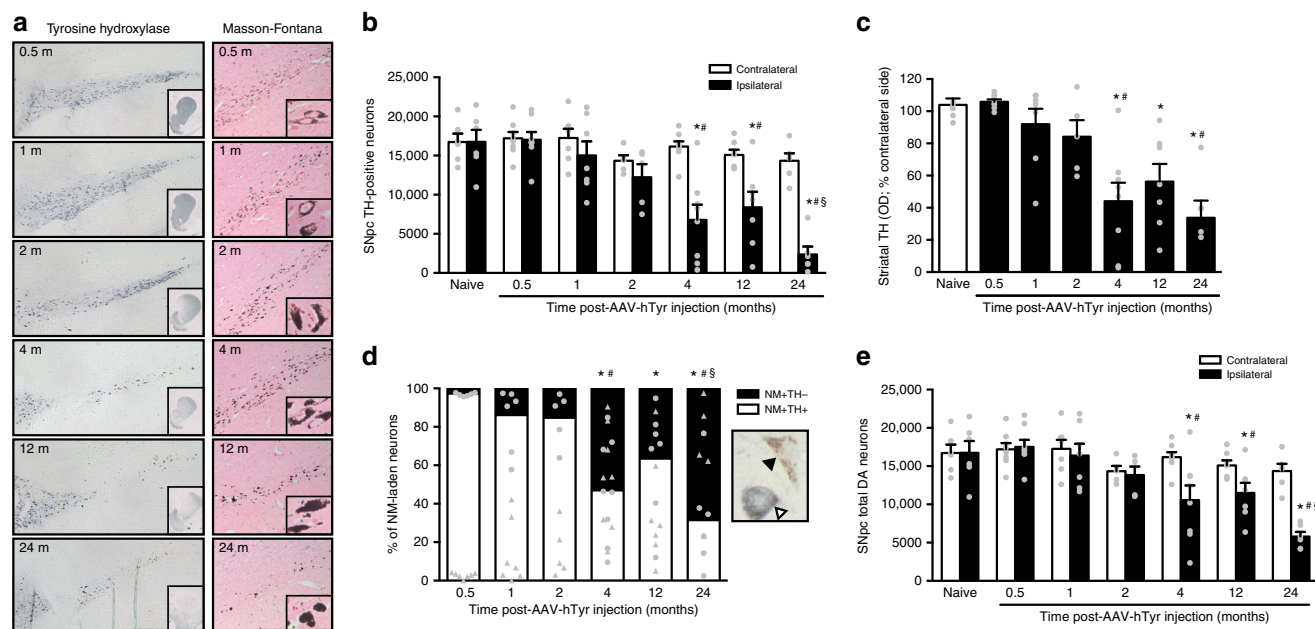 a
Tyrosine hydroxylase
Masson-Fontana
0.5 m
0.5 m
1 m
1 m
2 m
2 m
4 m
4 m
12 m
12 m
24 m
24 m
b
Contralateral
Ipsilateral
SNpc TH-positive neurons
25,000
20,000
15,000
10,000
5000
0
*#
*#
*#§
Naive 0.5 1 2 4 12 24
Time post-AAV-hTyr injection (months)
c
Striatal TH (OD; % contralateral side)
120
100
80
60
40
20
0
*#
*
*#
Naive 0.5 1 2 4 12 24
Time post-AAV-hTyr injection (months)
d
% of NM-laden neurons
100
80
60
40
20
0
* #
*
* # §
NM+TH–
NM+TH+
0.5 1 2 4 12 24
Time post-AAV-hTyr injection (months)
e
Contralateral
Ipsilateral
SNpc total DA neurons
25,000
20,000
15,000
10,000
5000
0
*#
*#
*#§
Naive 0.5 1 2 4 12 24
Time post-AAV-hTyr injection (months)